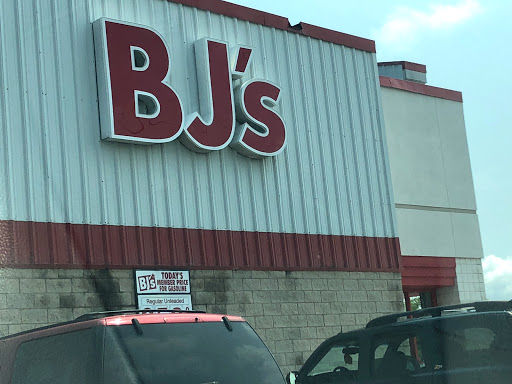 BJ's
BJ's TODAY'S
MEMBER PRICE
FOR GASOLINE
Regular Unleaded